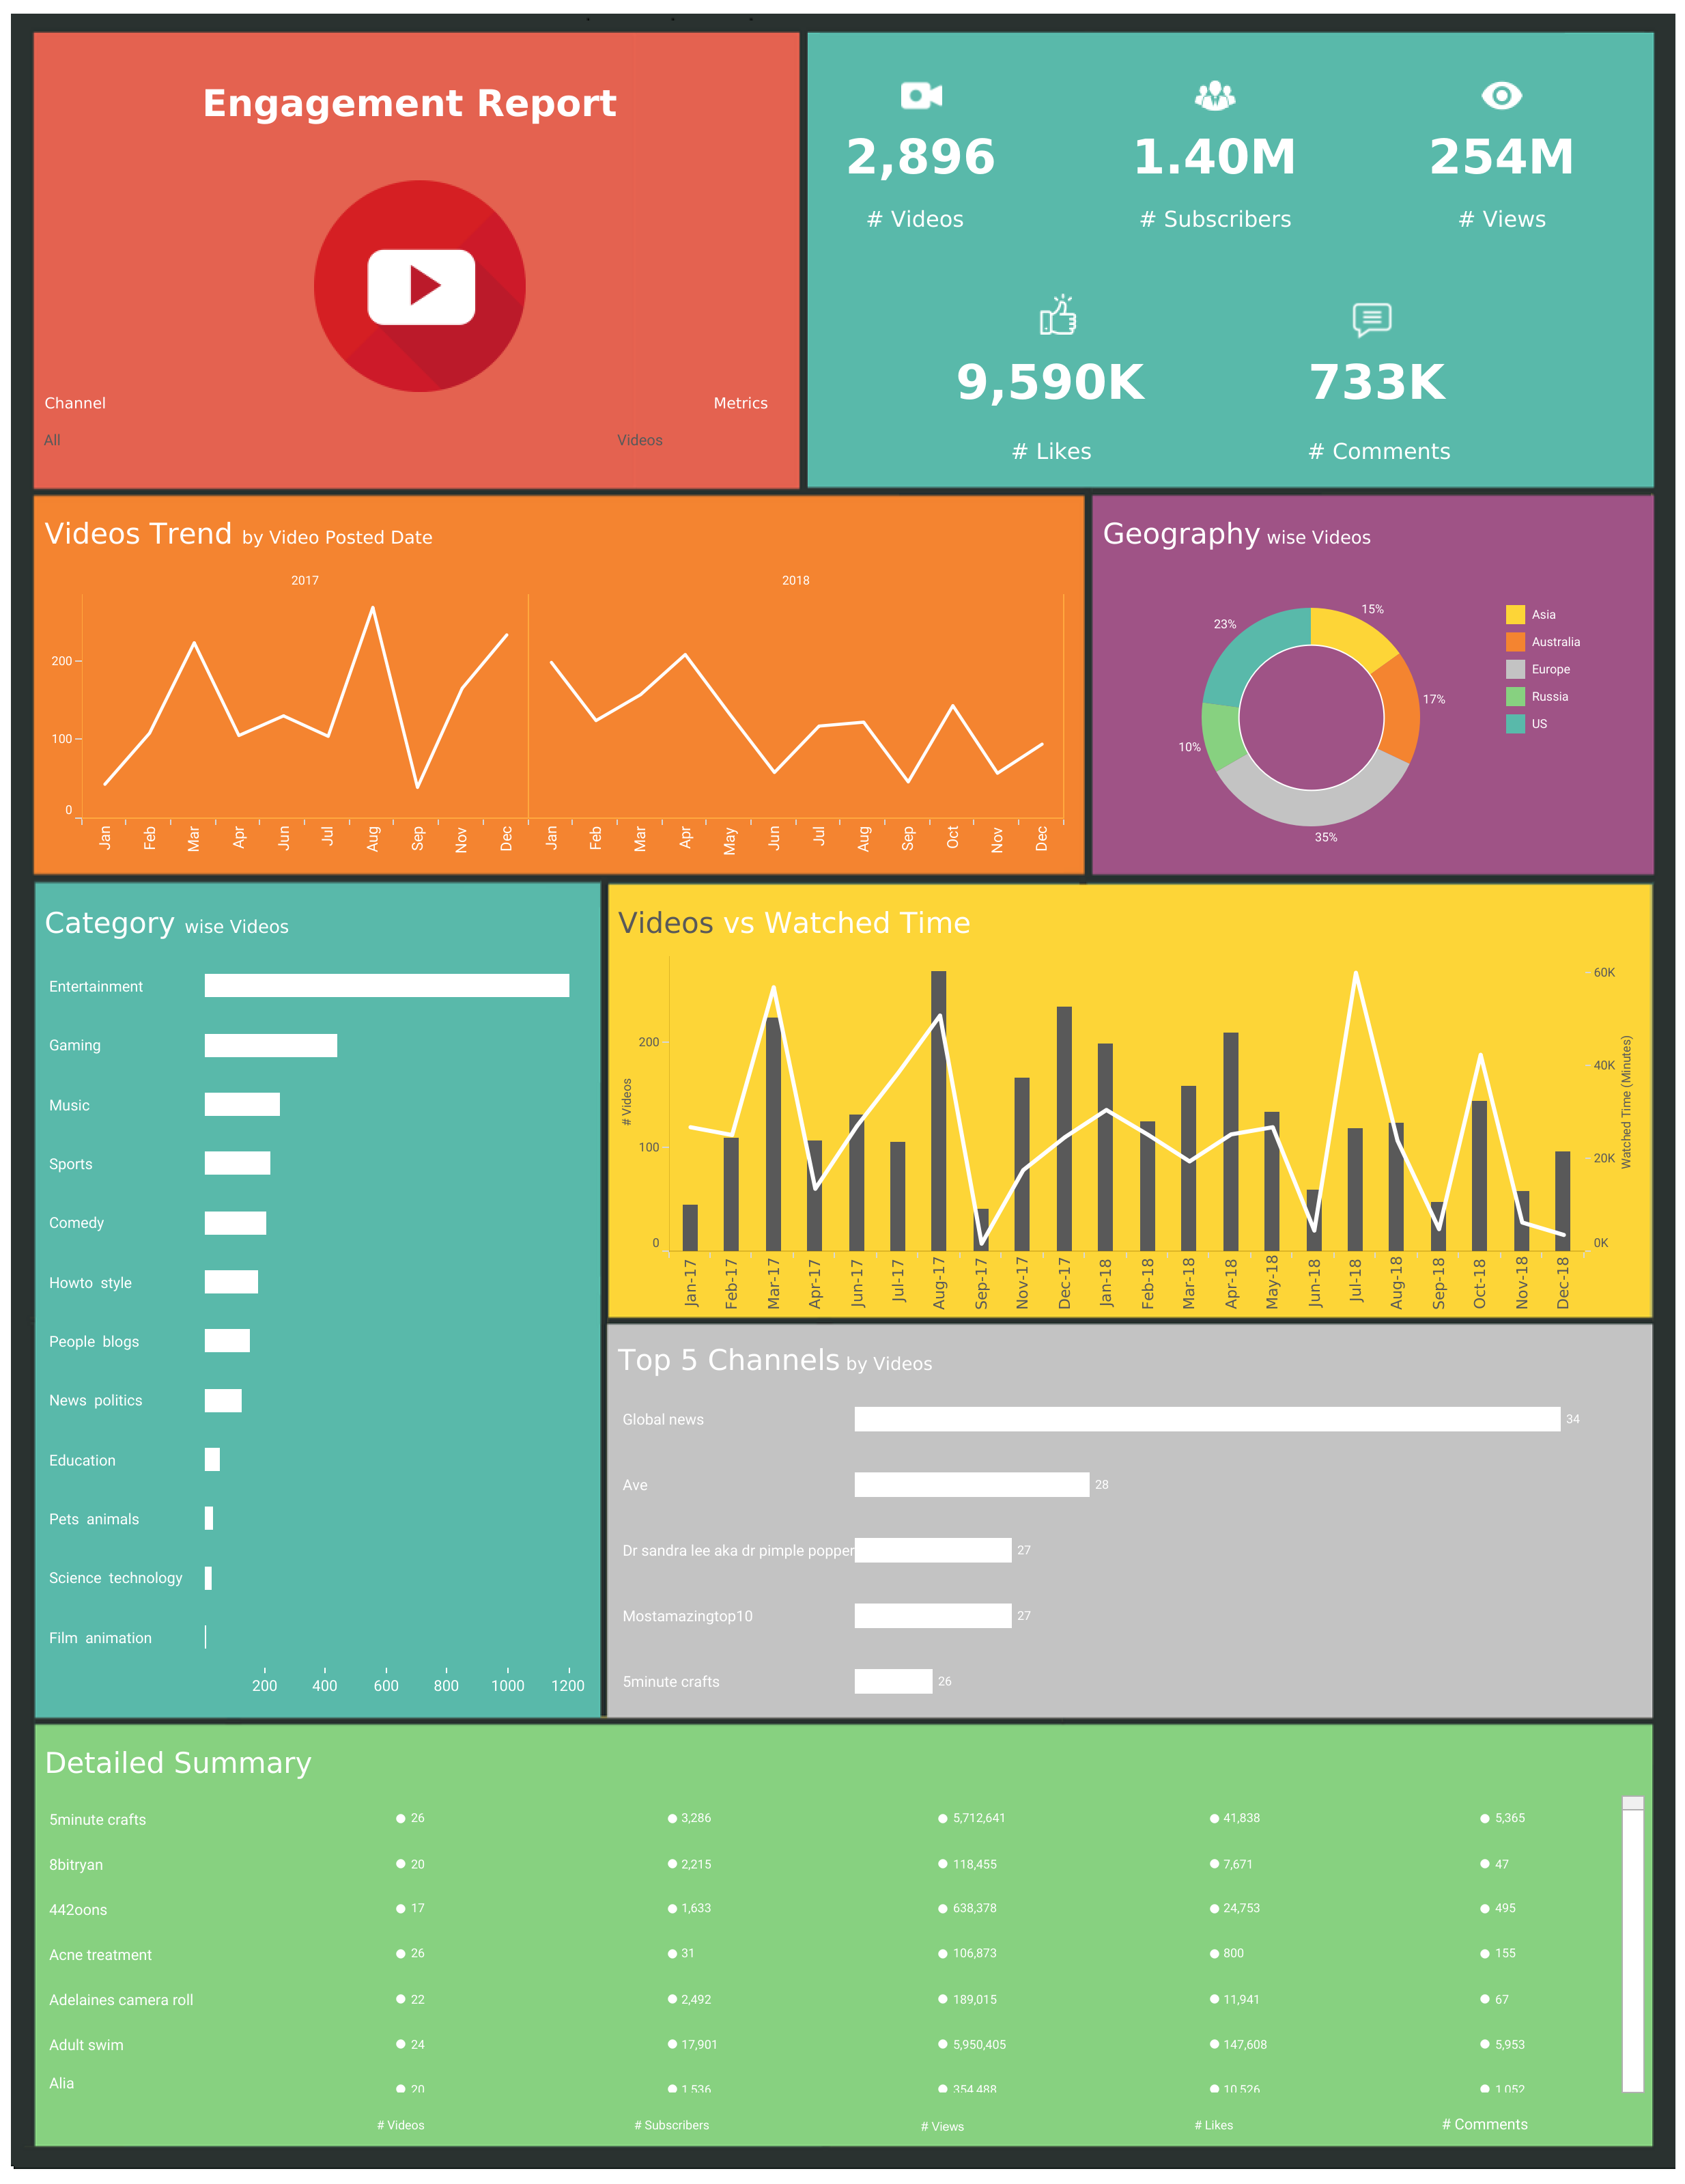 Engagement Report
Channel
Metrics
All
Videos
2,896
1.40M
254M
# Videos
# Subscribers
# Views
9,590K
733K
# Likes
# Comments
Videos Trend by Video Posted Date
2017
2018
200
100
0
Jan
Feb
Mar
Apr
Jun
Jul
Aug
Sep
Nov
Dec
Jan
Feb
Mar
Apr
May
Jun
Jul
Aug
Sep
Oct
Nov
Dec
Geography wise Videos
15%
23%
17%
10%
35%
Asia
Australia
Europe
Russia
US
Category wise Videos
Entertainment
Gaming
Music
Sports
Comedy
Howto style
People blogs
News politics
Education
Pets animals
Science technology
Film animation
200
400
600
800
1000
1200
Videos vs Watched Time
# Videos
200
100
0
60K
40K
20K
0K
Watched Time (Minutes)
Jan-17
Feb-17
Mar-17
Apr-17
Jun-17
Jul-17
Aug-17
Sep-17
Nov-17
Dec-17
Jan-18
Feb-18
Mar-18
Apr-18
May-18
Jun-18
Jul-18
Aug-18
Sep-18
Oct-18
Nov-18
Dec-18
Top 5 Channels by Videos
Global news 34
Ave 28
Dr sandra lee aka dr pimple popper 27
Mostamazingtop10 27
5minute crafts 26
Detailed Summary
5minute crafts 26 3,286 5,712,641 41,838 5,365
8bitryan 20 2,215 118,455 7,671 47
442oons 17 1,633 638,378 24,753 495
Acne treatment 26 31 106,873 800 155
Adelaines camera roll 22 2,492 189,015 11,941 67
Adult swim 24 17,901 5,950,405 147,608 5,953
Alia 20 1,536 354,488 10,526 1,052
# Videos # Subscribers # Views # Likes # Comments